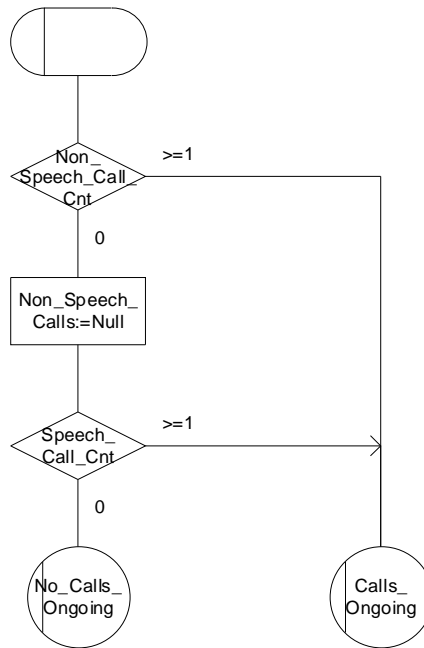 Non_
Speech_Call_
Cnt
>=1
0
Non_Speech_
Calls:=Null
Speech_
Call_Cnt
>=1
0
No_Calls_
Ongoing
Calls_
Ongoing